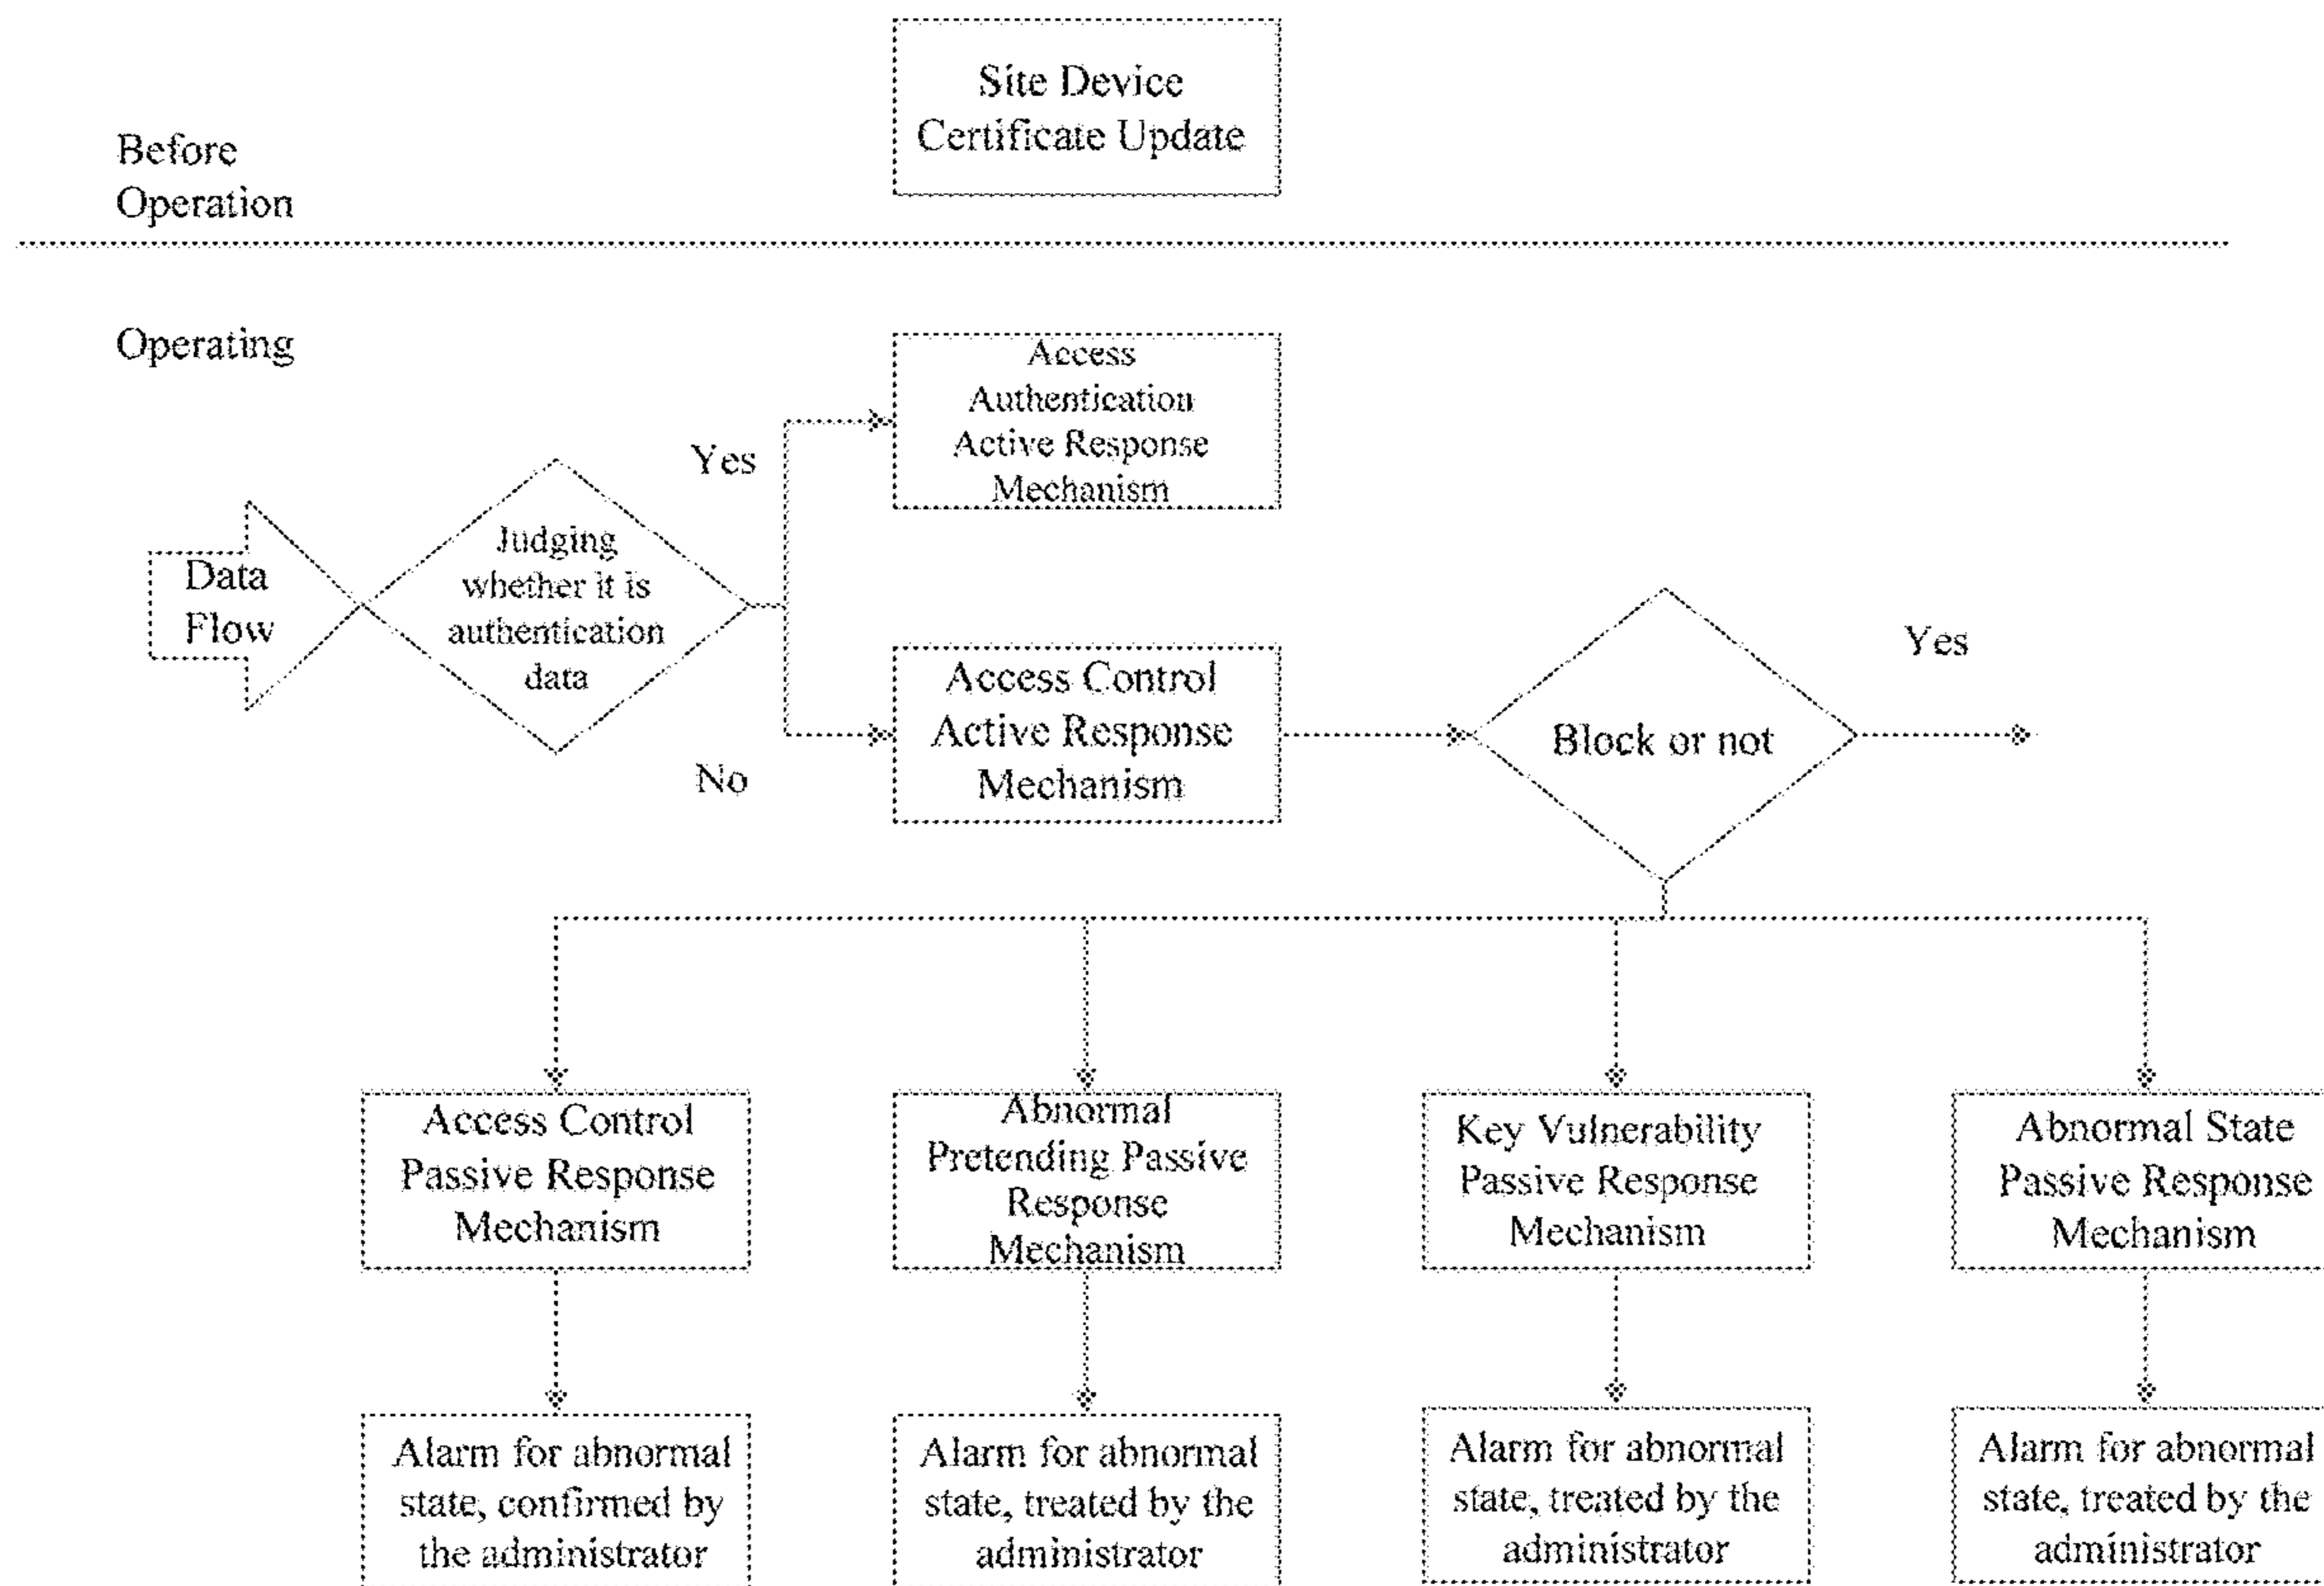 Site Device
Certificate Update
Before
Operation
Operating
Access
Authentication
Active Response
Mechanism
Yes
Judging
whether it is
authentication
data
Data
Flow
No
Access Control
Active Response
Mechanism
Block or not
Yes
Access Control
Passive Response
Mechanism
Abnormal
Pretending Passive
Response
Mechanism
Key Vulnerability
Passive Response
Mechanism
Abnormal State
Passive Response
Mechanism
Alarm for abnormal
state, confirmed by
the administrator
Alarm for abnormal
state, treated by the
administrator
Alarm for abnormal
state, treated by the
administrator
Alarm for abnormal
state, treated by the
administrator